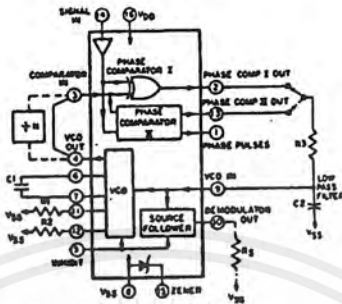 SIGNAL IN
14
16 VDD
PHASE COMPARATOR I
COMPARATOR IN
3
2
PHASE COMP I OUT
PHASE COMPARATOR II
13
PHASE COMP II OUT
÷ N
1
PHASE PULSES
VCO OUT
4
R3
6
VCO
VCO IN
9
LOW PASS FILTER
C1
7
C2
VSS
R1
11
SOURCE FOLLOWER
DEMODULATOR OUT
10
VSS
R2
12
VSS
5
INHIBIT
RS
VSS
8
15
ZENER
VSS